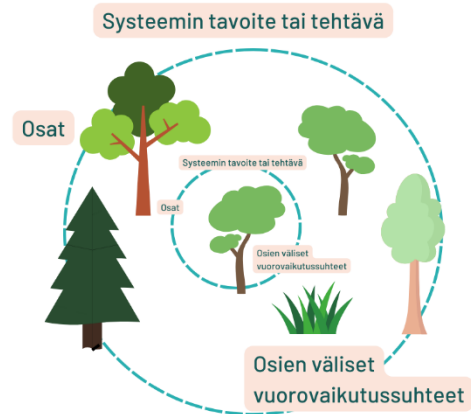 Systeemin tavoite tai tehtävä
Osat
Systeemin tavoite tai tehtävä
Osat
Osien väliset
vuorovaikutussuhteet
Osien väliset
vuorovaikutussuhteet